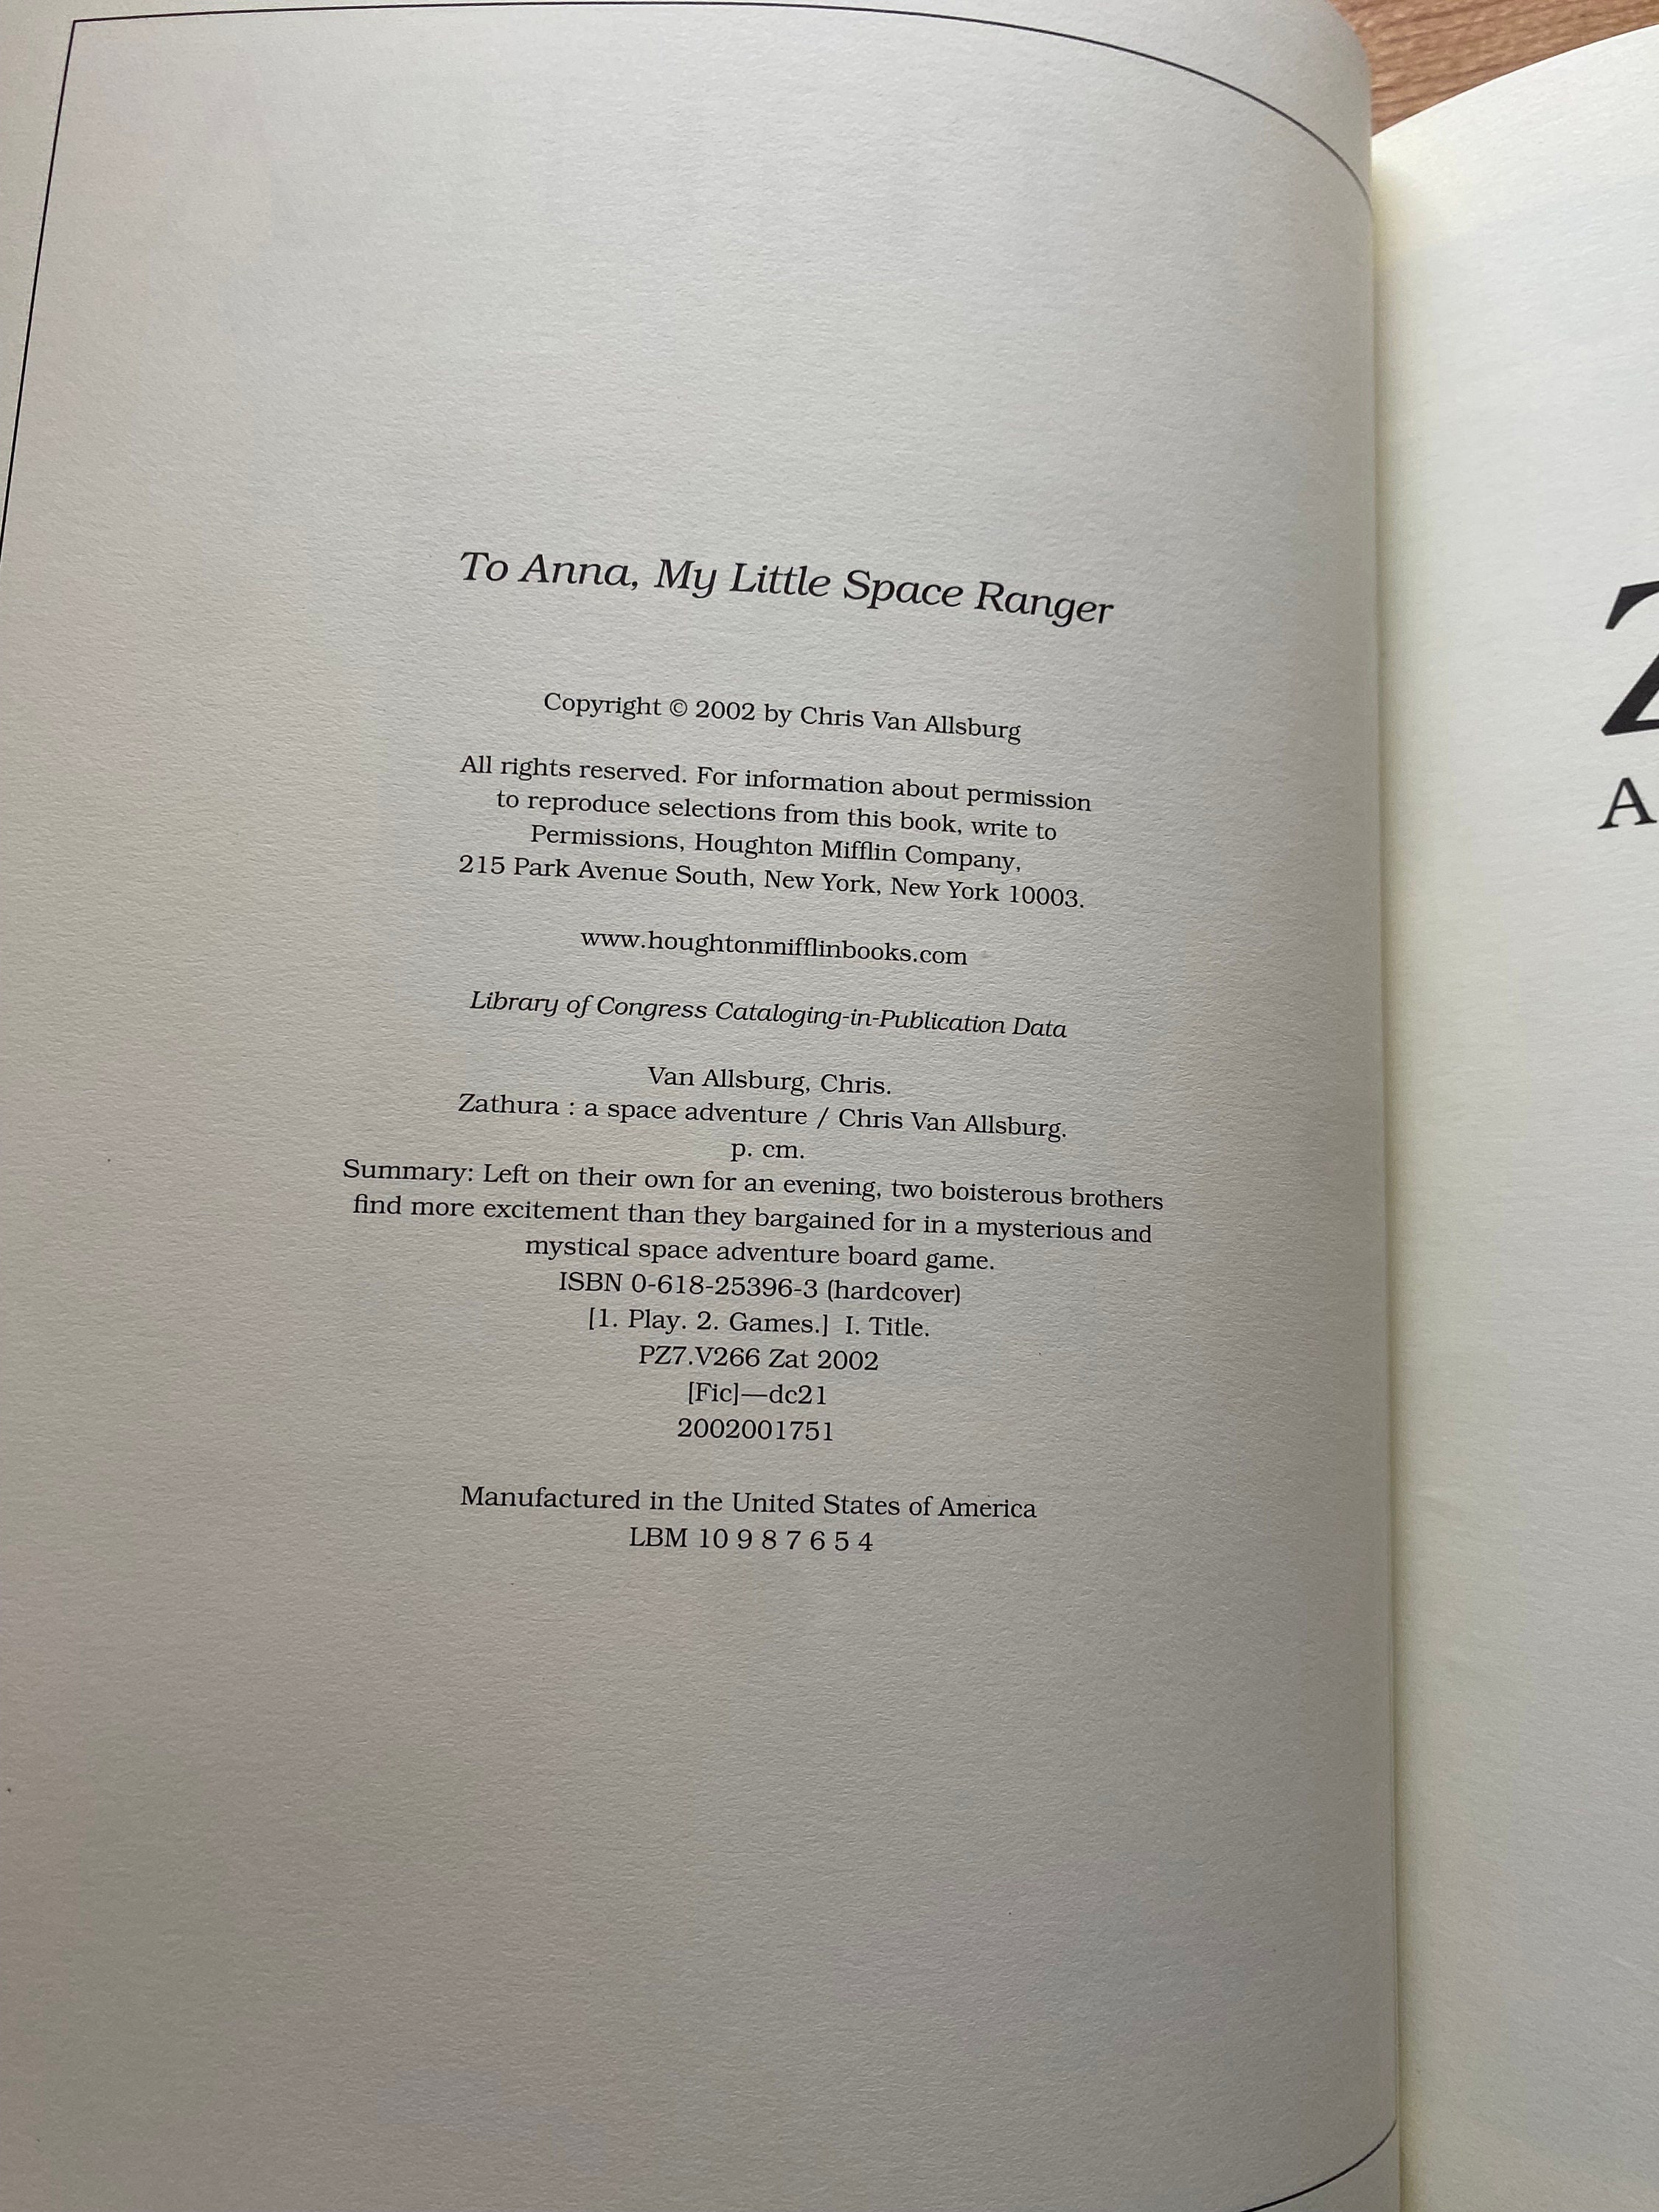 To Anna, My Little Space Ranger
Copyright © 2002 by Chris Van Allsburg
All rights reserved. For information about permission
to reproduce selections from this book, write to
Permissions, Houghton Mifflin Company,
215 Park Avenue South, New York, New York 10003.
www.houghtonmifflinbooks.com
Library of Congress Cataloging-in-Publication Data
Van Allsburg, Chris.
Zathura : a space adventure / Chris Van Allsburg.
p. cm.
Summary: Left on their own for an evening, two boisterous brothers
find more excitement than they bargained for in a mysterious and
mystical space adventure board game.
ISBN 0-618-25396-3 (hardcover)
[1. Play. 2. Games.] I. Title.
PZ7.V266 Zat 2002
[Fic]—dc21
2002001751
Manufactured in the United States of America
LBM 10 9 8 7 6 5 4
Z
A